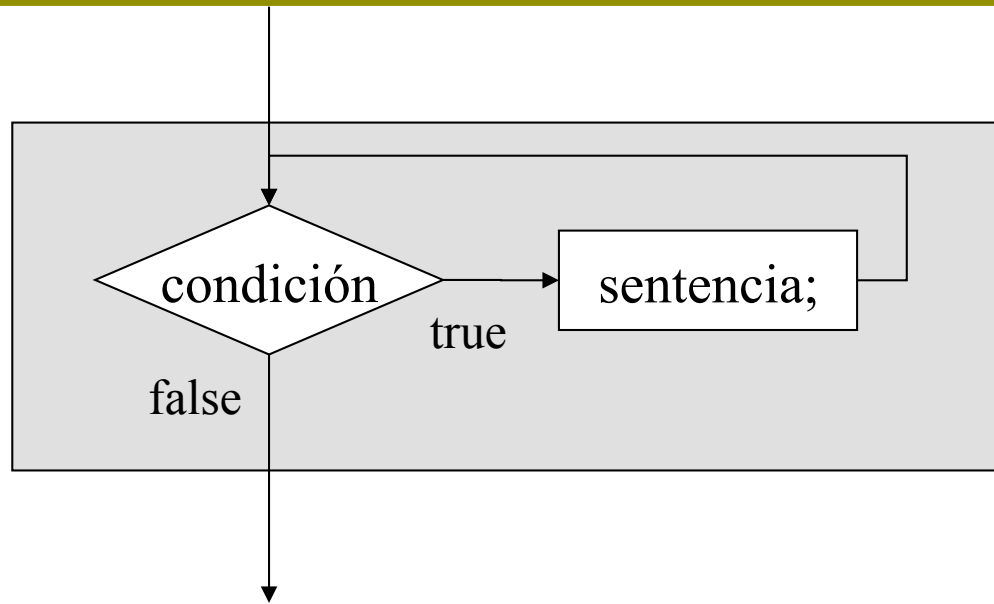 condición
sentencia;
true
false